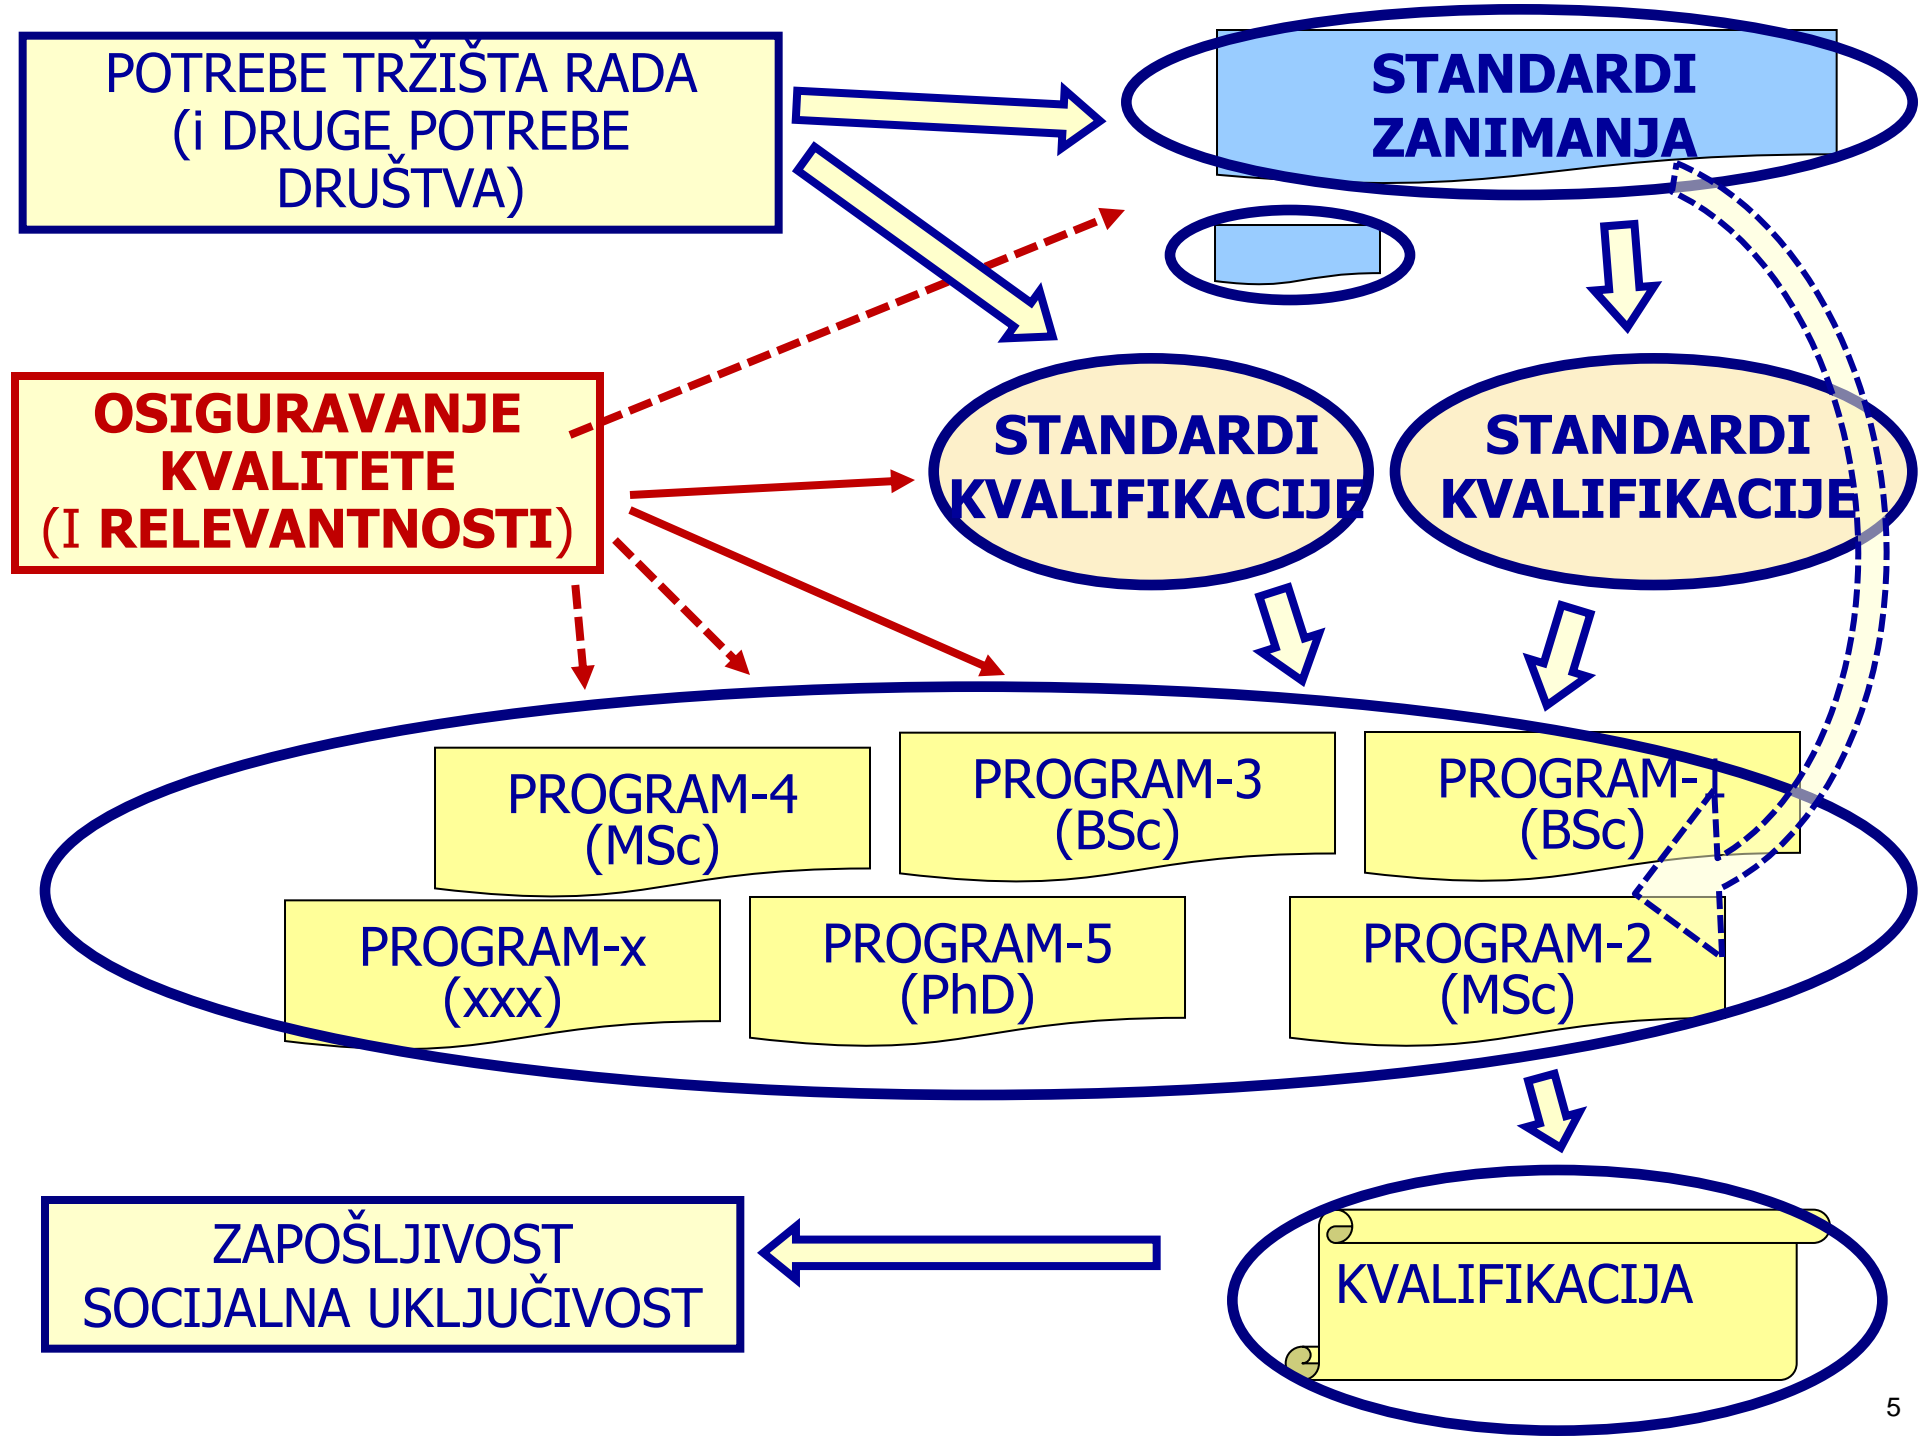 POTREBE TRŽIŠTA RADA
(i DRUGE POTREBE
DRUŠTVA)
STANDARDI
ZANIMANJA
OSIGURAVANJE
KVALITETE
(I RELEVANTNOSTI)
STANDARDI
KVALIFIKACIJE
STANDARDI
KVALIFIKACIJE
PROGRAM-4
(MSc)
PROGRAM-3
(BSc)
PROGRAM-1
(BSc)
PROGRAM-x
(xxx)
PROGRAM-5
(PhD)
PROGRAM-2
(MSc)
ZAPOŠLJIVOST
SOCIJALNA UKLJUČIVOST
KVALIFIKACIJA
5